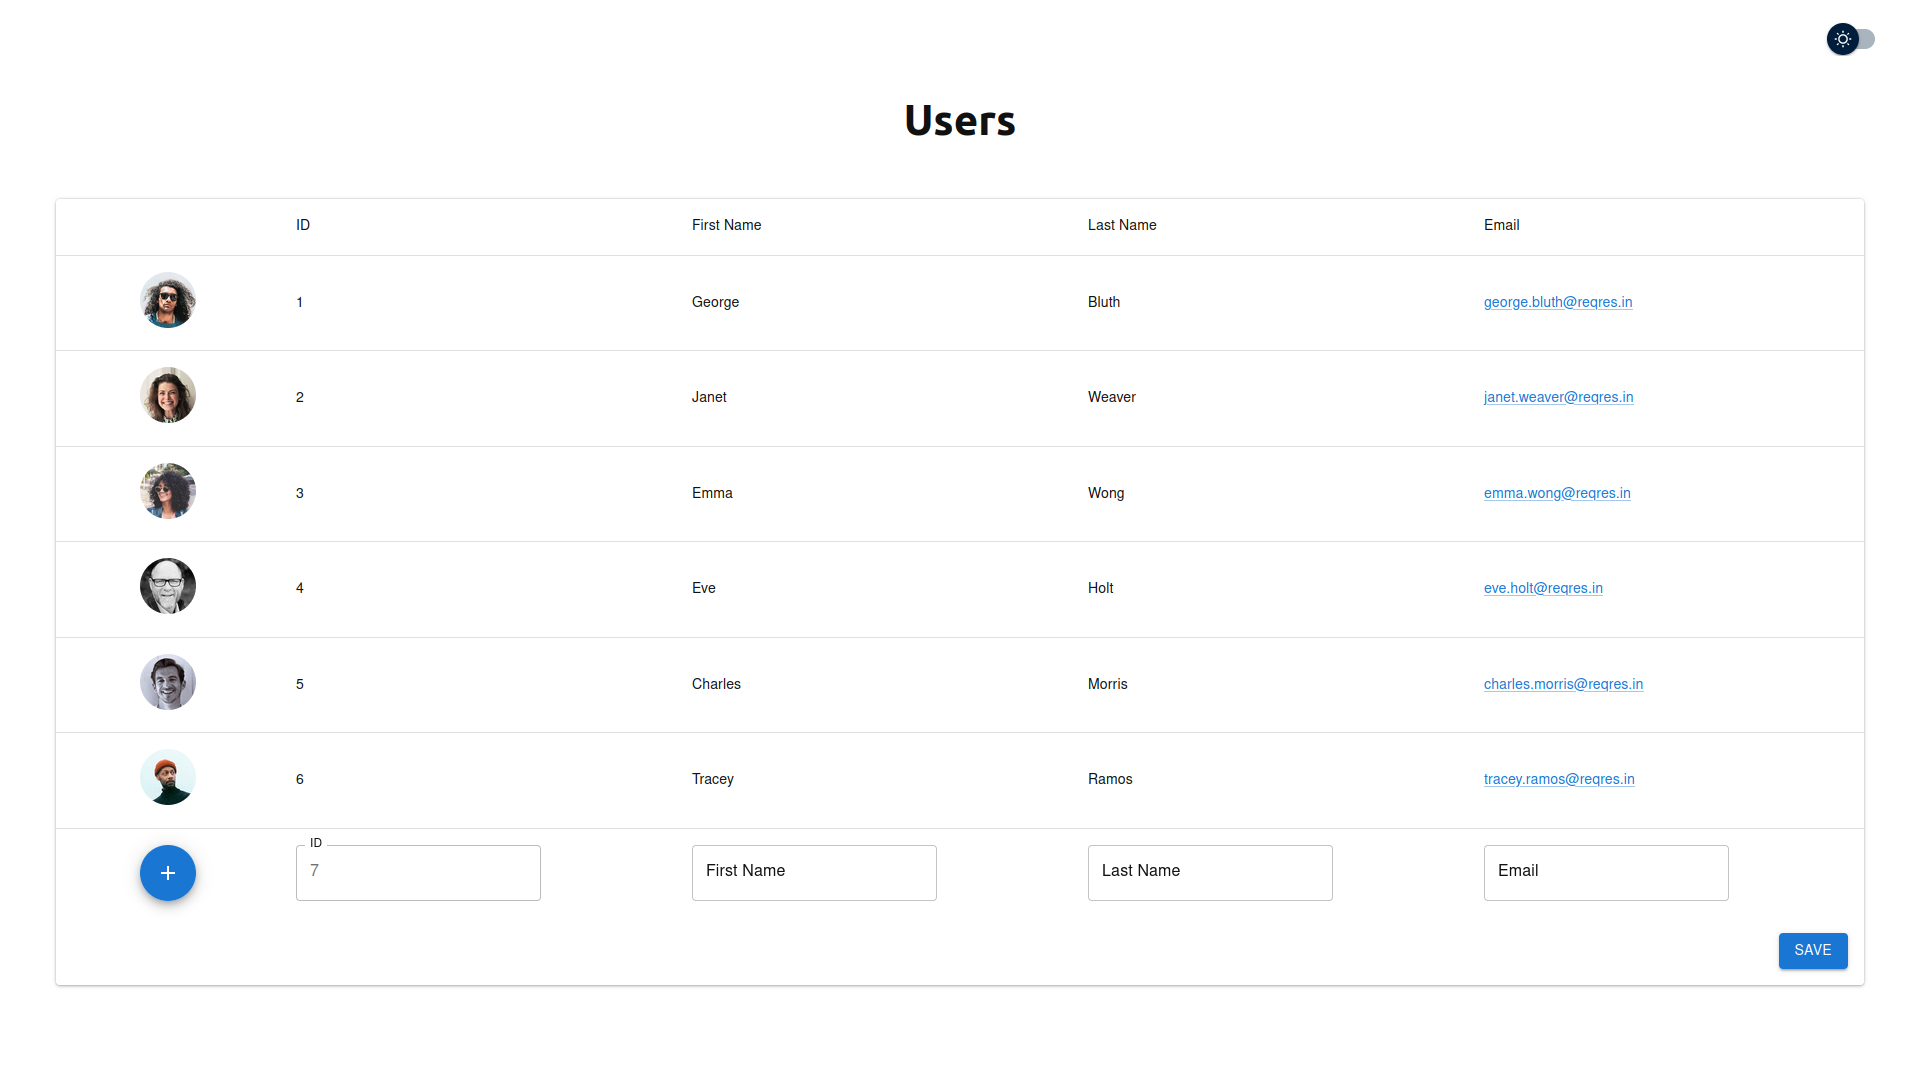 Users
ID First Name Last Name Email
1 George Bluth george.bluth@reqres.in
2 Janet Weaver janet.weaver@reqres.in
3 Emma Wong emma.wong@reqres.in
4 Eve Holt eve.holt@reqres.in
5 Charles Morris charles.morris@reqres.in
6 Tracey Ramos tracey.ramos@reqres.in
ID
7 First Name Last Name Email
SAVE